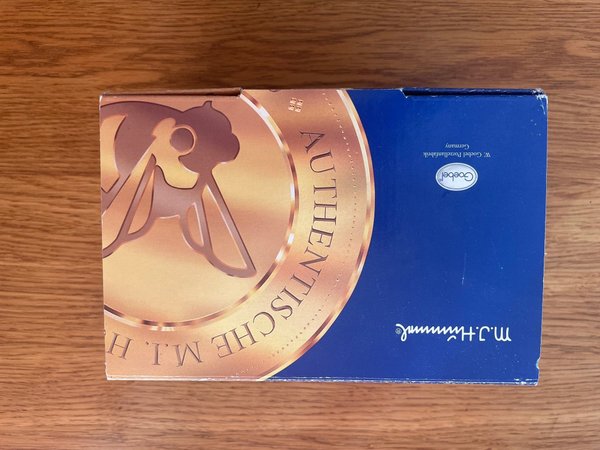 AUTHENTISCHE M.I. H
M.J. Hummel®
Goebel®
W. Goebel Porzellanfabrik
Germany